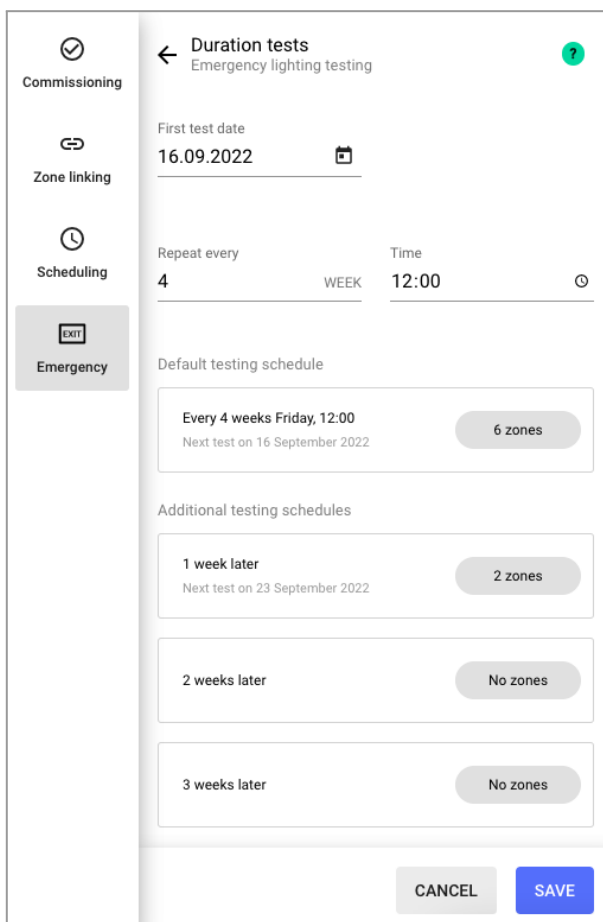 Commissioning
Zone linking
Scheduling
EXIT
Emergency
Duration tests
Emergency lighting testing
?
First test date
16.09.2022
Repeat every
4 WEEK
Time
12:00
Default testing schedule
Every 4 weeks Friday, 12:00
Next test on 16 September 2022
6 zones
Additional testing schedules
1 week later
Next test on 23 September 2022
2 zones
2 weeks later
No zones
3 weeks later
No zones
CANCEL
SAVE